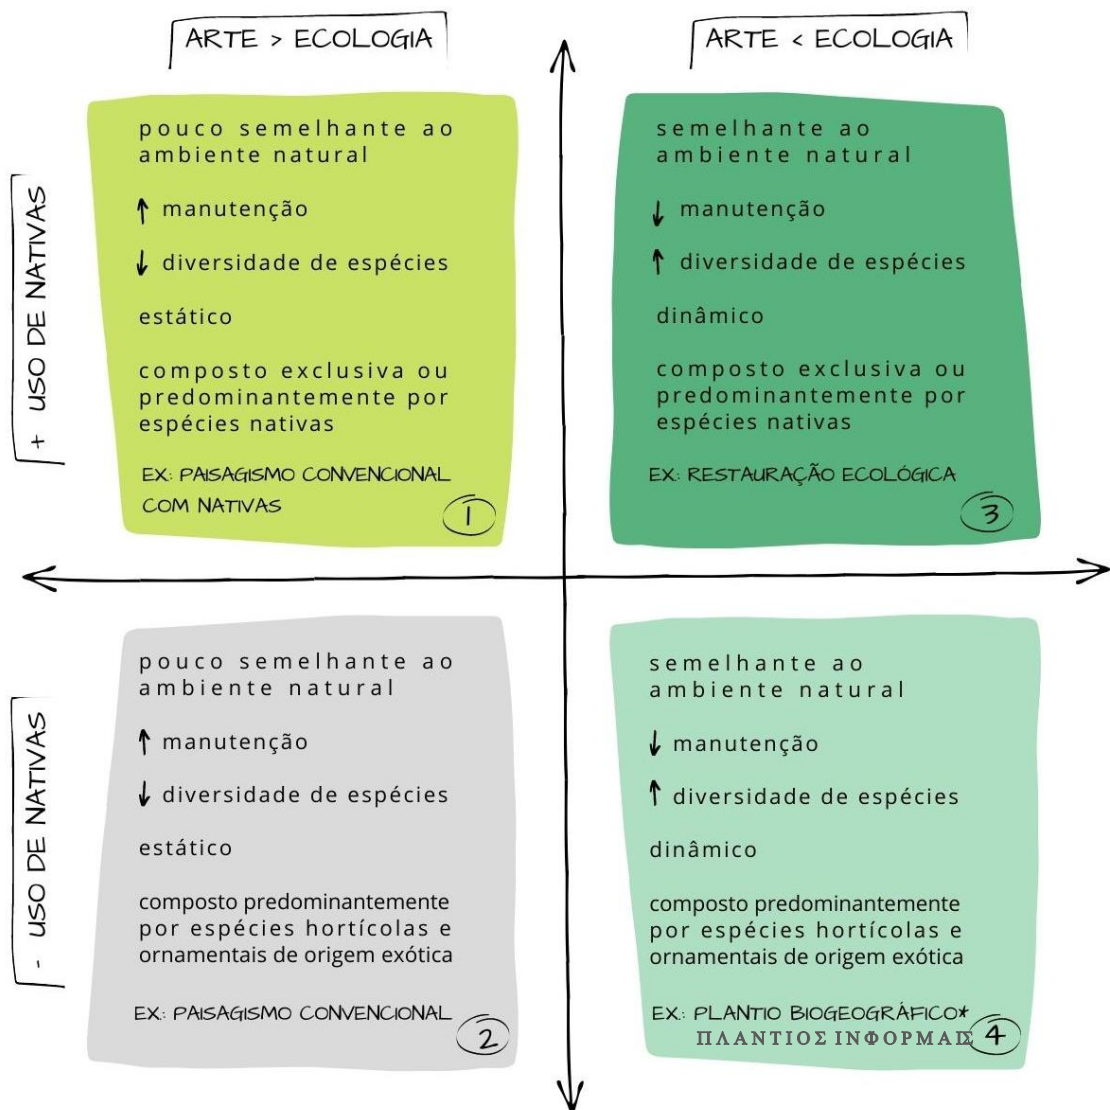 ARTE > ECOLOGIA
ARTE < ECOLOGIA
+ USO DE NATIVAS
pouco semelhante ao
ambiente natural
↑ manutenção
↓ diversidade de espécies
estático
composto exclusiva ou
predominantemente por
espécies nativas
EX.: PAISAGISMO CONVENCIONAL
COM NATIVAS
1
semelhante ao
ambiente natural
↓ manutenção
↑ diversidade de espécies
dinâmico
composto exclusiva ou
predominantemente por
espécies nativas
EX.: RESTAURAÇÃO ECOLÓGICA
3
- USO DE NATIVAS
pouco semelhante ao
ambiente natural
↑ manutenção
↓ diversidade de espécies
estático
composto predominantemente
por espécies hortícolas e
ornamentais de origem exótica
EX.: PAISAGISMO CONVENCIONAL
2
semelhante ao
ambiente natural
↓ manutenção
↑ diversidade de espécies
dinâmico
composto predominantemente
por espécies hortícolas e
ornamentais de origem exótica
EX.: PLANTIO BIOGEOGRÁFICO*
ΠΛΑΝΤΙΟΣ ΙΝΦΟΡΜΑΙΣ
4